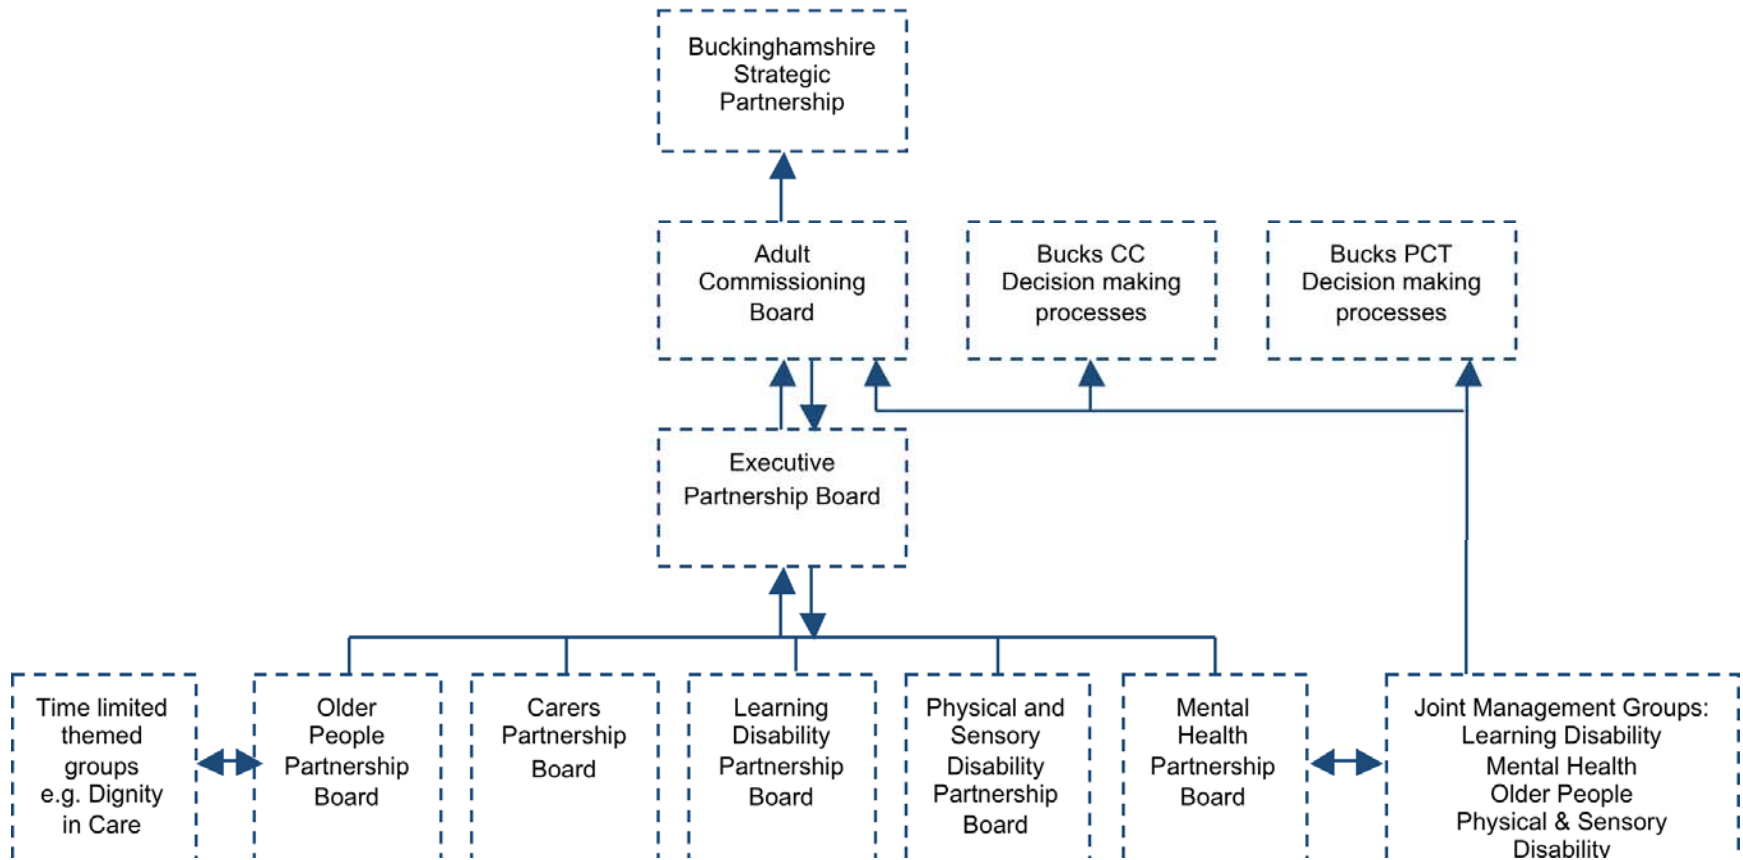 Buckinghamshire
Strategic
Partnership
Adult
Commissioning
Board
Bucks CC
Decision making
processes
Bucks PCT
Decision making
processes
Executive
Partnership Board
Time limited
themed
groups
e.g. Dignity
in Care
Older
People
Partnership
Board
Carers
Partnership
Board
Learning
Disability
Partnership
Board
Physical and
Sensory
Disability
Partnership
Board
Mental
Health
Partnership
Board
Joint Management Groups:
Learning Disability
Mental Health
Older People
Physical & Sensory
Disability